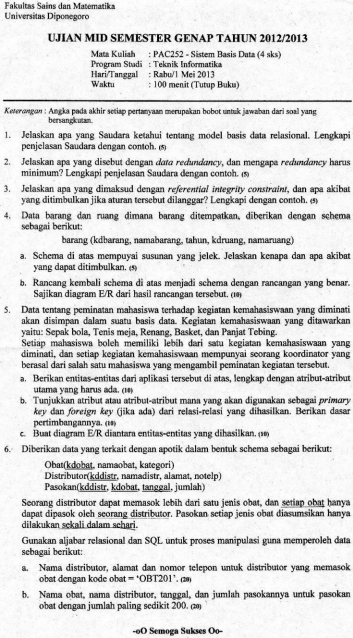 Fakultas Sains dan Matematika
Universitas Diponegoro
UJIAN MID SEMESTER GENAP TAHUN 2012/2013
Mata Kuliah : PAC252 - Sistem Basis Data (4 sks)
Program Studi : Teknik Informatika
Hari/Tanggal : Rabu/1 Mei 2013
Waktu : 100 menit (Tutup Buku)
Keterangan : Angka pada akhir setiap pertanyaan merupakan bobot untuk jawaban dari soal yang
bersangkutan.
1. Jelaskan apa yang Saudara ketahui tentang model basis data relasional. Lengkapi
penjelasan Saudara dengan contoh. (5)
2. Jelaskan apa yang disebut dengan data redundancy, dan mengapa redundancy harus
minimum? Lengkapi penjelasan Saudara dengan contoh. (5)
3. Jelaskan apa yang dimaksud dengan referential integrity constraint, dan apa akibat
yang ditimbulkan jika aturan tersebut dilanggar? Lengkapi dengan contoh. (5)
4. Data barang dan ruang dimana barang ditempatkan, diberikan dengan schema
sebagai berikut:
barang (kdbarang, namabarang, tahun, kdruang, namaruang)
a. Schema di atas mempuyai susunan yang jelek. Jelaskan kenapa dan apa akibat
yang dapat ditimbulkan. (5)
b. Rancang kembali schema di atas menjadi schema dengan rancangan yang benar.
Sajikan diagram E/R dari hasil rancangan tersebut. (10)
5. Data tentang peminatan mahasiswa terhadap kegiatan kemahasiswaan yang diminati
akan disimpan dalam suatu basis data. Kegiatan kemahasiswaan yang ditawarkan
yaitu: Sepak bola, Tenis meja, Renang, Basket, dan Panjat Tebing.
Setiap mahasiswa boleh memiliki lebih dari satu kegiatan kemahasiswaan yang
diminati, dan setiap kegiatan kemahasiswaan mempunyai seorang koordinator yang
berasal dari salah satu mahasiswa yang mengambil peminatan kegiatan tersebut.
a. Berikan entitas-entitas dari aplikasi tersebut di atas, lengkap dengan atribut-atribut
utama yang harus ada. (10)
b. Tunjukkan atribut atau atribut-atribut mana yang akan digunakan sebagai primary
key dan foreign key (jika ada) dari relasi-relasi yang dihasilkan. Berikan dasar
pertimbangannya. (10)
c. Buat diagram E/R diantara entitas-entitas yang dihasilkan. (10)
6. Diberikan data yang terkait dengan apotik dalam bentuk schema sebagai berikut:
Obat(kdobat, namaobat, kategori)
Distributor(kddistr, namadistr, alamat, notelp)
Pasokan(kddistr, kdobat, tanggal, jumlah)
Seorang distributor dapat memasok lebih dari satu jenis obat, dan setiap obat hanya
dapat dipasok oleh seorang distributor. Pasokan setiap jenis obat diasumsikan hanya
dilakukan sekali dalam sehari.
Gunakan aljabar relasional dan SQL untuk proses manipulasi guna memperoleh data
sebagai berikut:
a. Nama distributor, alamat dan nomor telepon untuk distributor yang memasok
obat dengan kode obat = ‘OBT201’. (20)
b. Nama obat, nama distributor, tanggal, dan jumlah pasokannya untuk pasokan
obat dengan jumlah paling sedikit 200. (20)
-oO Semoga Sukses Oo-